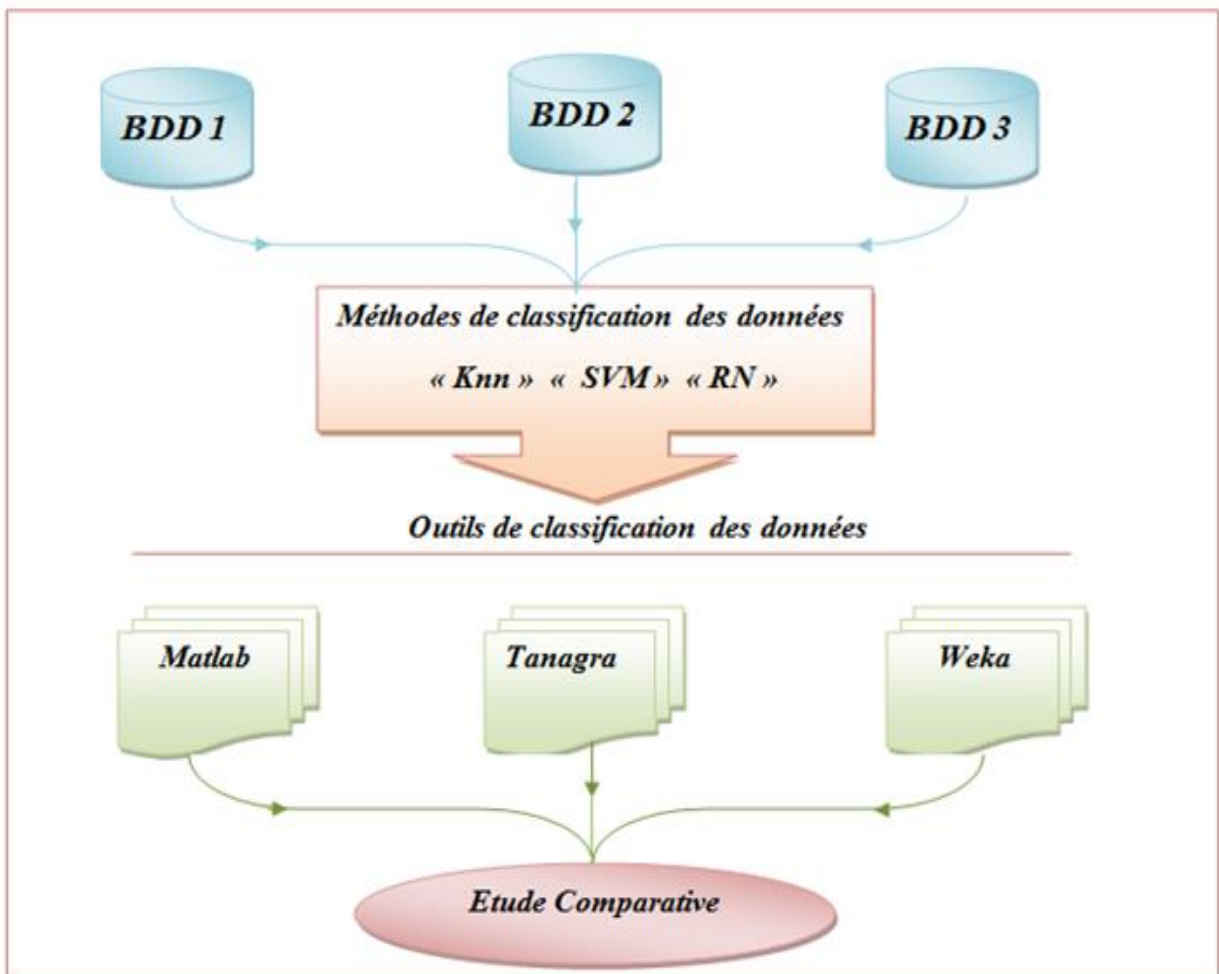 BDD 1
BDD 2
BDD 3
Méthodes de classification des données
« Knn » « SVM » « RN »
Outils de classification des données
Matlab
Tanagra
Weka
Etude Comparative